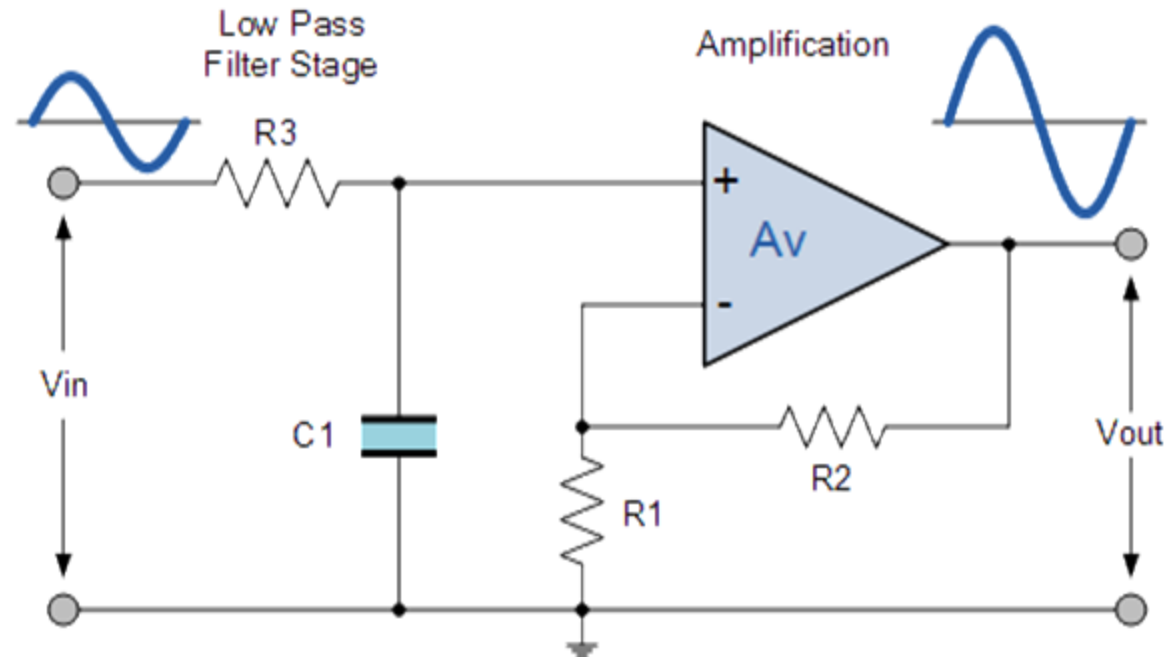 Low Pass
Filter Stage
Amplification
R3
+
Av
-
Vin
C1
R2
Vout
R1